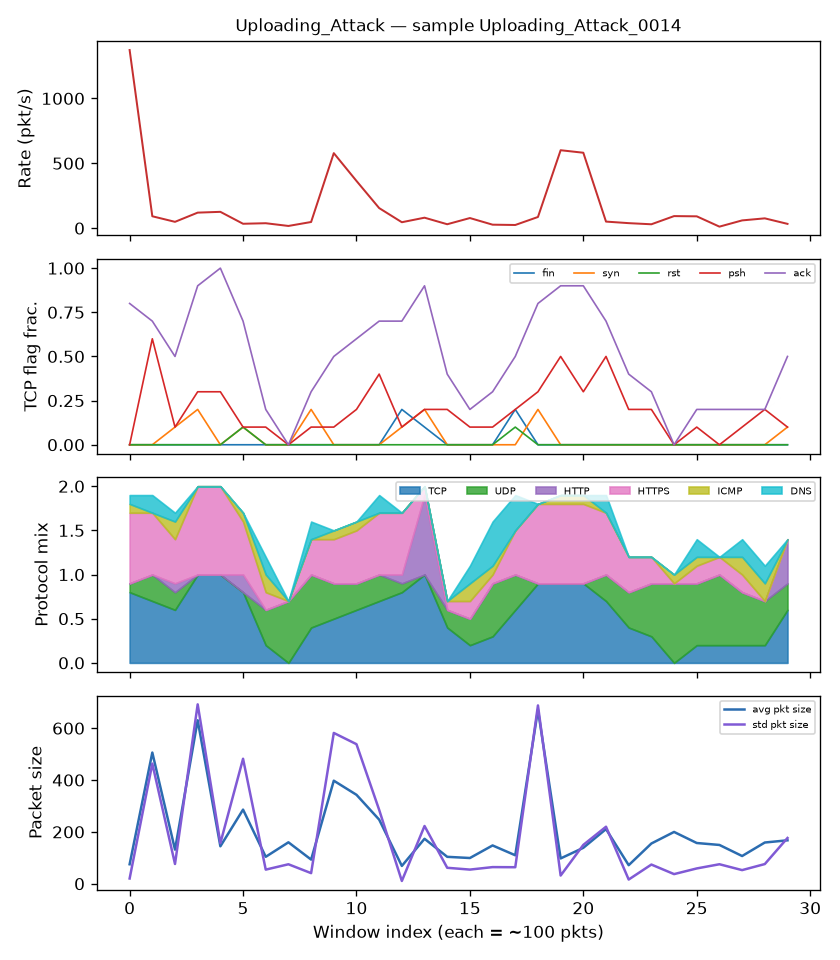 Uploading_Attack — sample Uploading_Attack_0014
Rate (pkt/s)
1000
500
0
TCP flag frac.
1.00
0.75
0.50
0.25
0.00
fin syn rst psh ack
Protocol mix
2.0
1.5
1.0
0.5
0.0
TCP UDP HTTP HTTPS ICMP DNS
Packet size
600
400
200
0
avg pkt size
std pkt size
0 5 10 15 20 25 30
Window index (each = ~100 pkts)